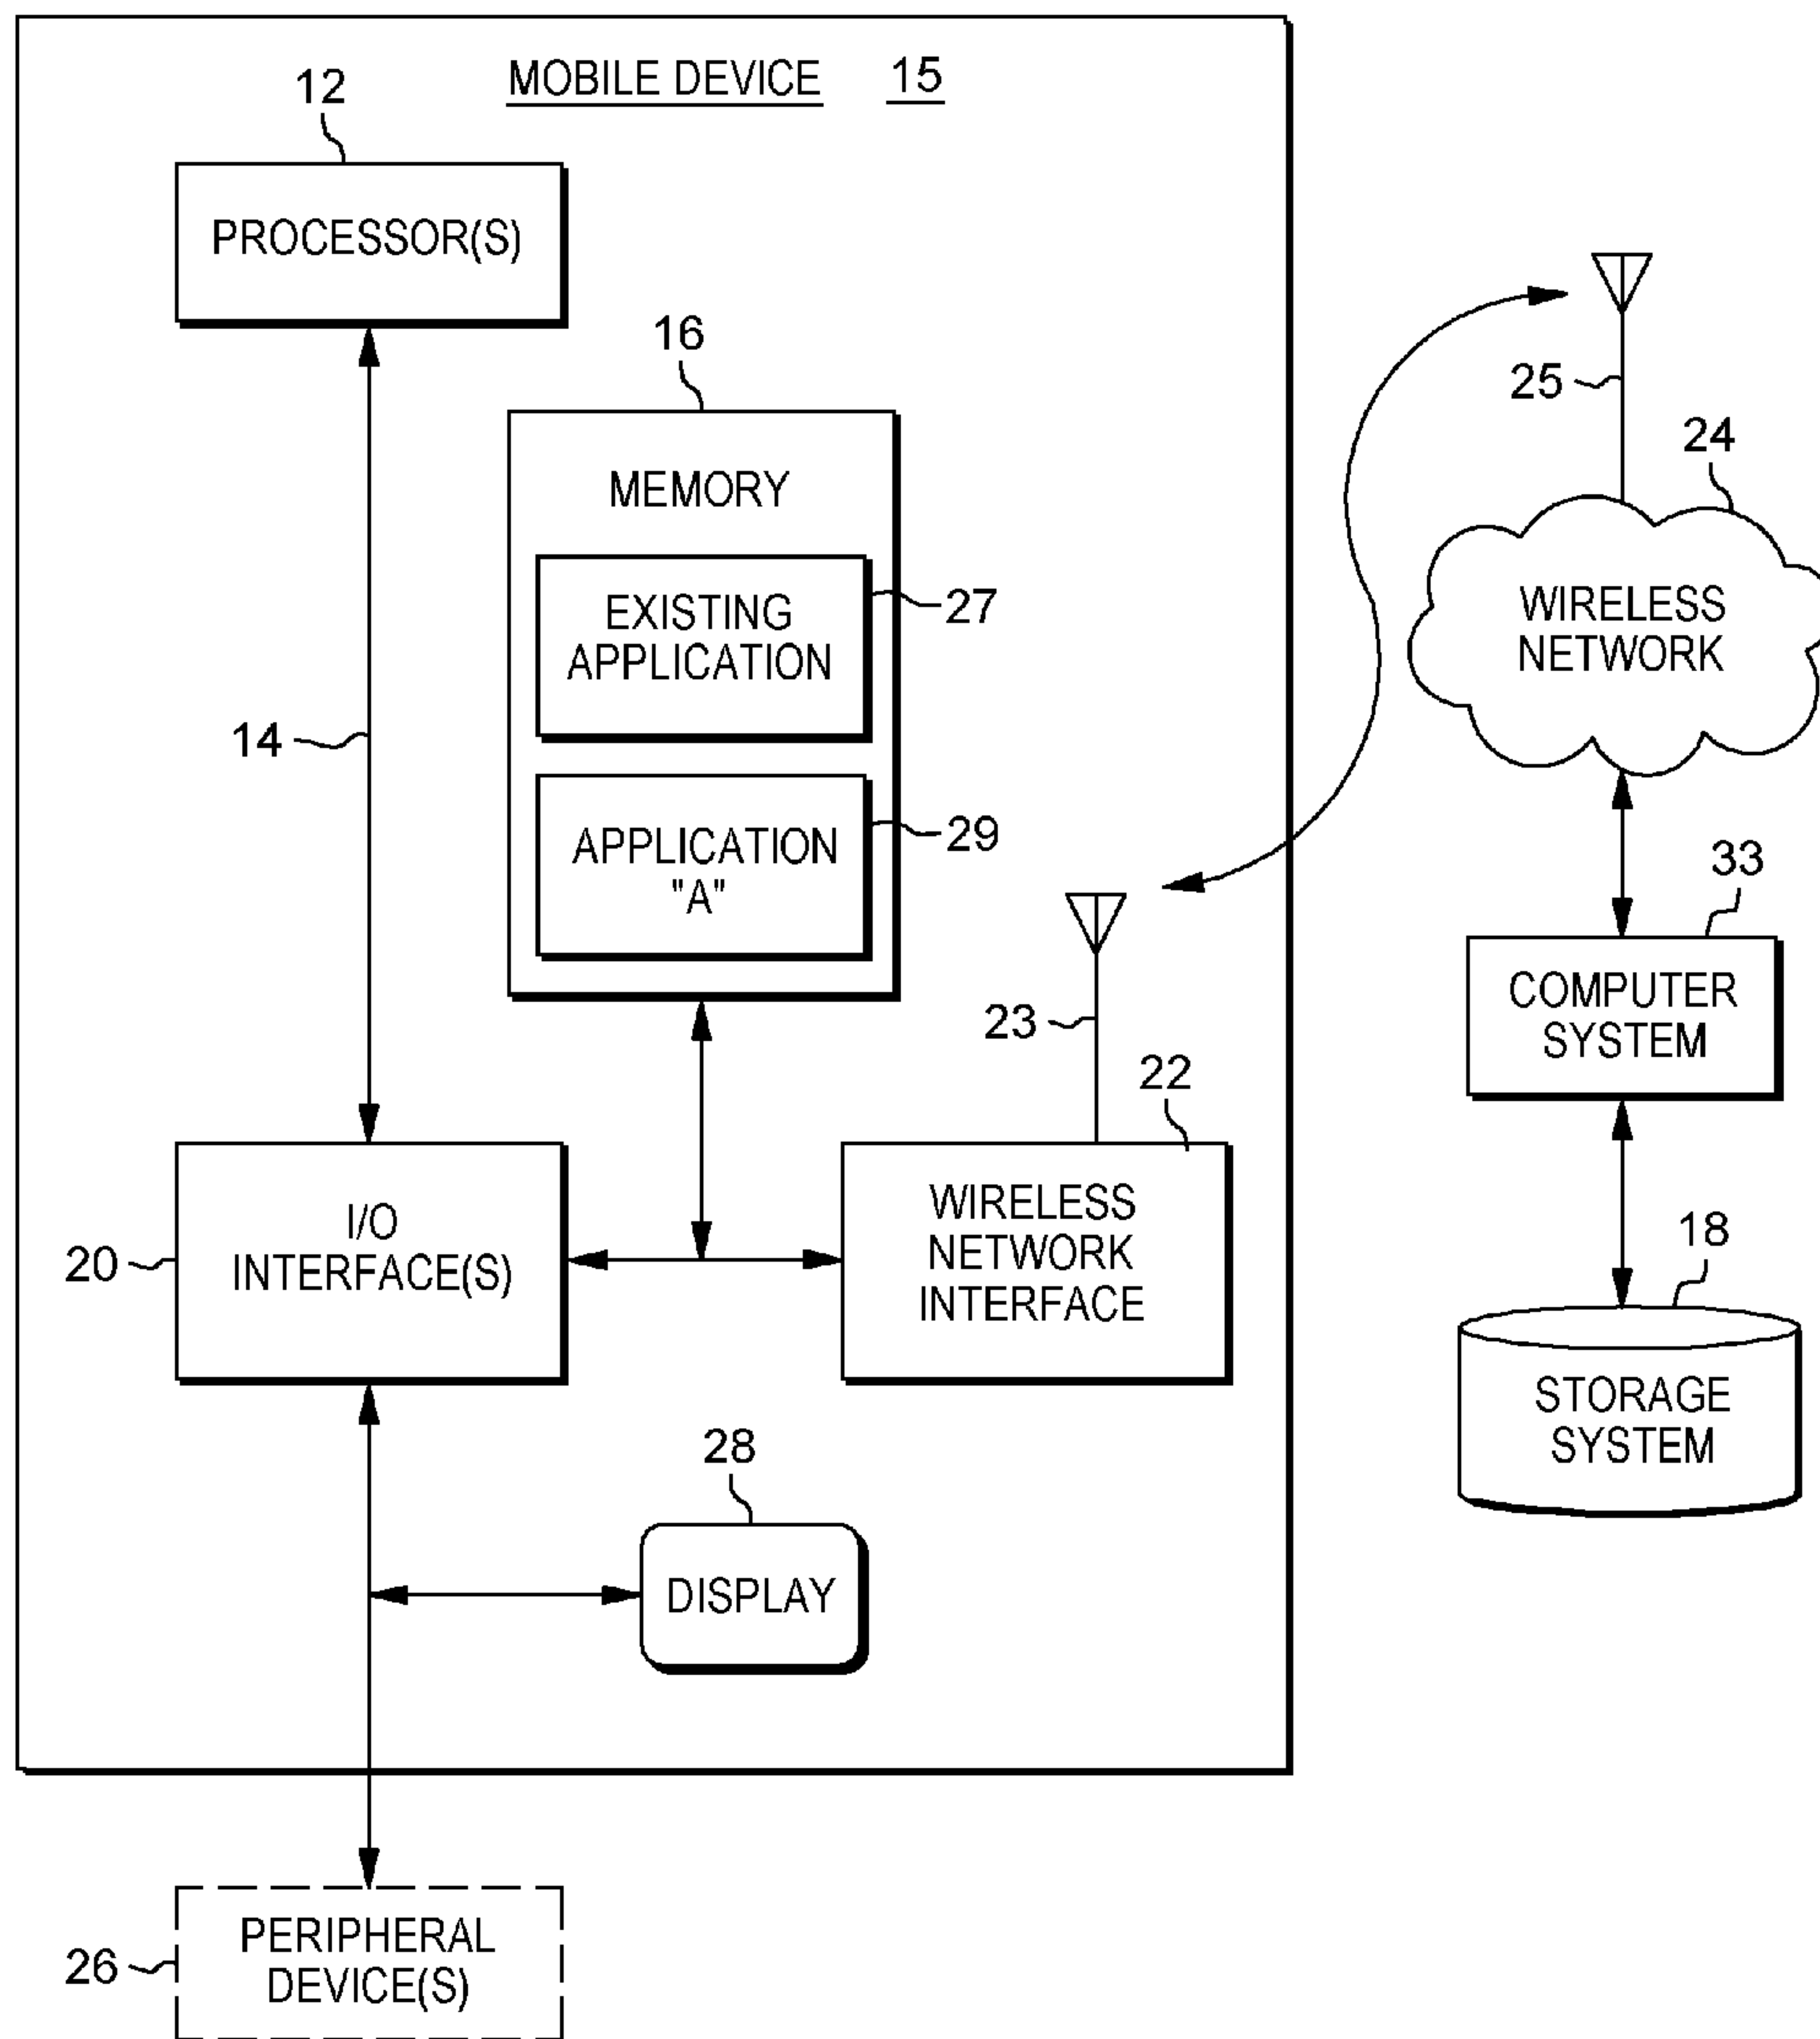 MOBILE DEVICE 15
12
PROCESSOR(S)
16
MEMORY
EXISTING
APPLICATION
27
14
APPLICATION
"A"
29
23
22
I/O
INTERFACE(S)
20
WIRELESS
NETWORK
INTERFACE
28
DISPLAY
PERIPHERAL
DEVICE(S)
26
25
24
WIRELESS
NETWORK
33
COMPUTER
SYSTEM
18
STORAGE
SYSTEM